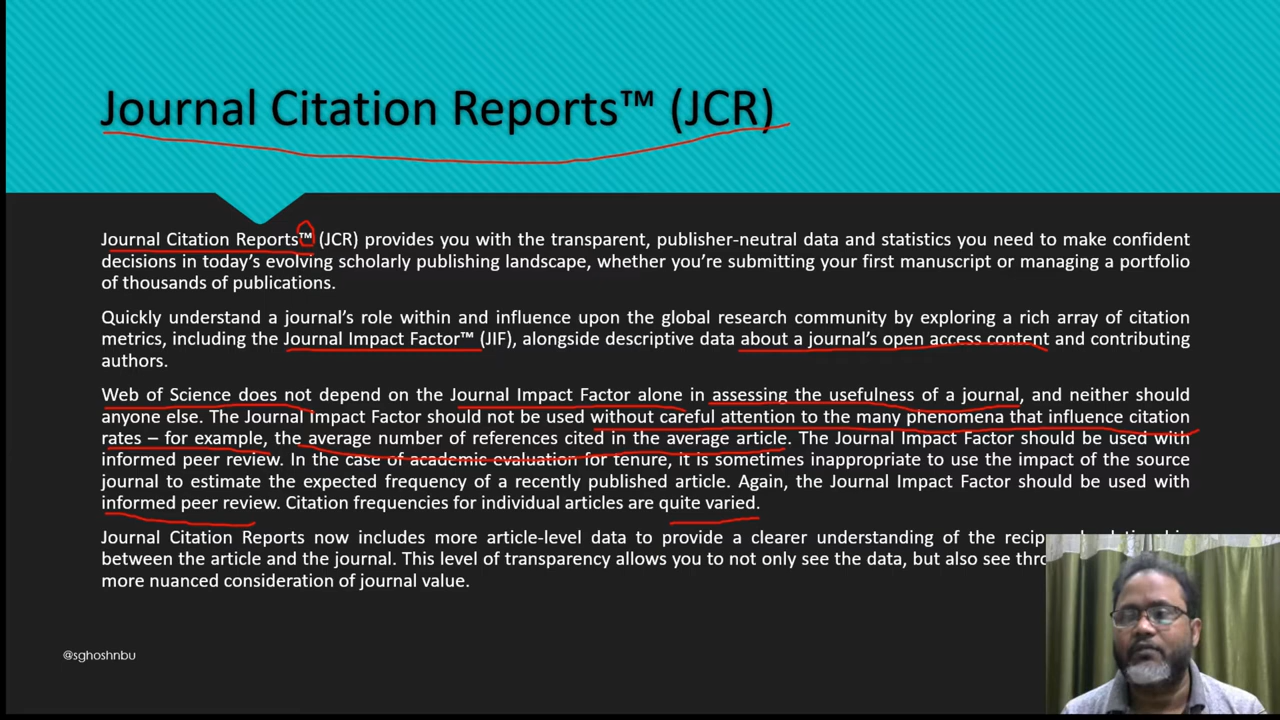 Journal Citation Reports™ (JCR)
Journal Citation Reports™ (JCR) provides you with the transparent, publisher-neutral data and statistics you need to make confident
decisions in today's evolving scholarly publishing landscape, whether you're submitting your first manuscript or managing a portfolio
of thousands of publications.
Quickly understand a journal's role within and influence upon the global research community by exploring a rich array of citation
metrics, including the Journal Impact Factor™ (JIF), alongside descriptive data about a journal's open access content and contributing
authors.
Web of Science does not depend on the Journal Impact Factor alone in assessing the usefulness of a journal, and neither should
anyone else. The Journal Impact Factor should not be used without careful attention to the many phenomena that influence citation
rates – for example, the average number of references cited in the average article. The Journal Impact Factor should be used with
informed peer review. In the case of academic evaluation for tenure, it is sometimes inappropriate to use the impact of the source
journal to estimate the expected frequency of a recently published article. Again, the Journal Impact Factor should be used with
informed peer review. Citation frequencies for individual articles are quite varied.
Journal Citation Reports now includes more article-level data to provide a clearer understanding of the
between the article and the journal. This level of transparency allows you to not only see the data, but also see
more nuanced consideration of journal value.
@sghoshnbu